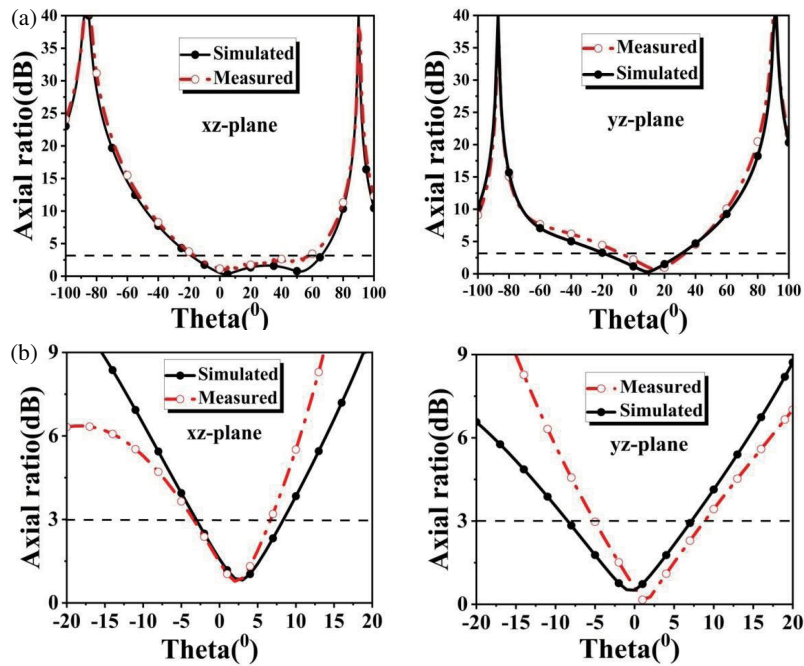 (a)
Axial ratio(dB)
40
35
30
25
20
15
10
5
0
Simulated
Measured
xz-plane
-100 -80 -60 -40 -20 0 20 40 60 80 100
Theta(⁰)
Axial ratio(dB)
40
35
30
25
20
15
10
5
0
Measured
Simulated
yz-plane
-100 -80 -60 -40 -20 0 20 40 60 80 100
Theta(⁰)
(b)
Axial ratio(dB)
9
6
3
0
Simulated
Measured
xz-plane
-20 -15 -10 -5 0 5 10 15 20
Theta(⁰)
Axial ratio(dB)
9
6
3
0
Measured
Simulated
yz-plane
-20 -15 -10 -5 0 5 10 15 20
Theta(⁰)